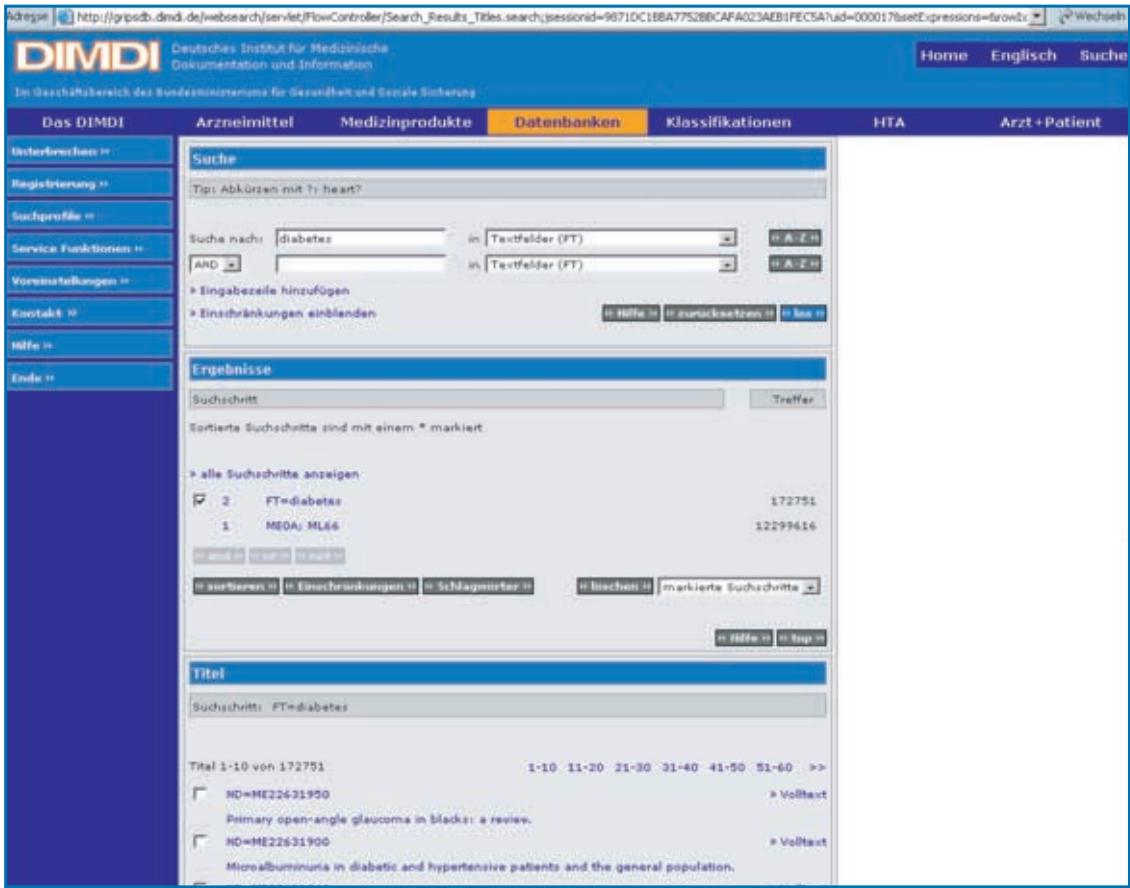 Adresse http://gripsdb.dimdi.de/websearch/servlet/FlowController/Search_Results_Titles.search;jsessionid=9871DC1BBA7752BBCAFA023AEB1FEC5A?uid=000017&setExpressions=&row Wechseln
DIMDI Deutsches Institut für Medizinische
Dokumentation und Information
Home Englisch Suche
Im Geschäftsbereich des Bundesministeriums für Gesundheit und Soziale Sicherung
Das DIMDI Arzneimittel Medizinprodukte Datenbanken Klassifikationen HTA Arzt+Patient
Unterbrechen »
Registrierung »
Suchprofile »
Service Funktionen »
Voreinstellungen »
Kontakt »
Hilfe »
Ende »
Suche
Tip: Abkürzen mit ?: heart?
Suche nach: diabetes in Textfelder (FT) » A-Z »
AND in Textfelder (FT) » A-Z »
» Eingabezeile hinzufügen
» Einschränkungen einblenden » Hilfe » » zurücksetzen » » los »
Ergebnisse
Suchschritt Treffer
Sortierte Suchschritte sind mit einem * markiert
» alle Suchschritte anzeigen
2 FT=diabetes 172751
1 ME0A; ML66 12299616
» and » » or » » not »
» sortieren » » Einschränkungen » » Schlagwörter » » löschen » markierte Suchschritte
» Hilfe » » top »
Titel
Suchschritt: FT=diabetes
Titel 1-10 von 172751 1-10 11-20 21-30 31-40 41-50 51-60 >>
ND=ME22631950 » Volltext
Primary open-angle glaucoma in blacks: a review.
ND=ME22631900 » Volltext
Microalbuminuria in diabetic and hypertensive patients and the general population.